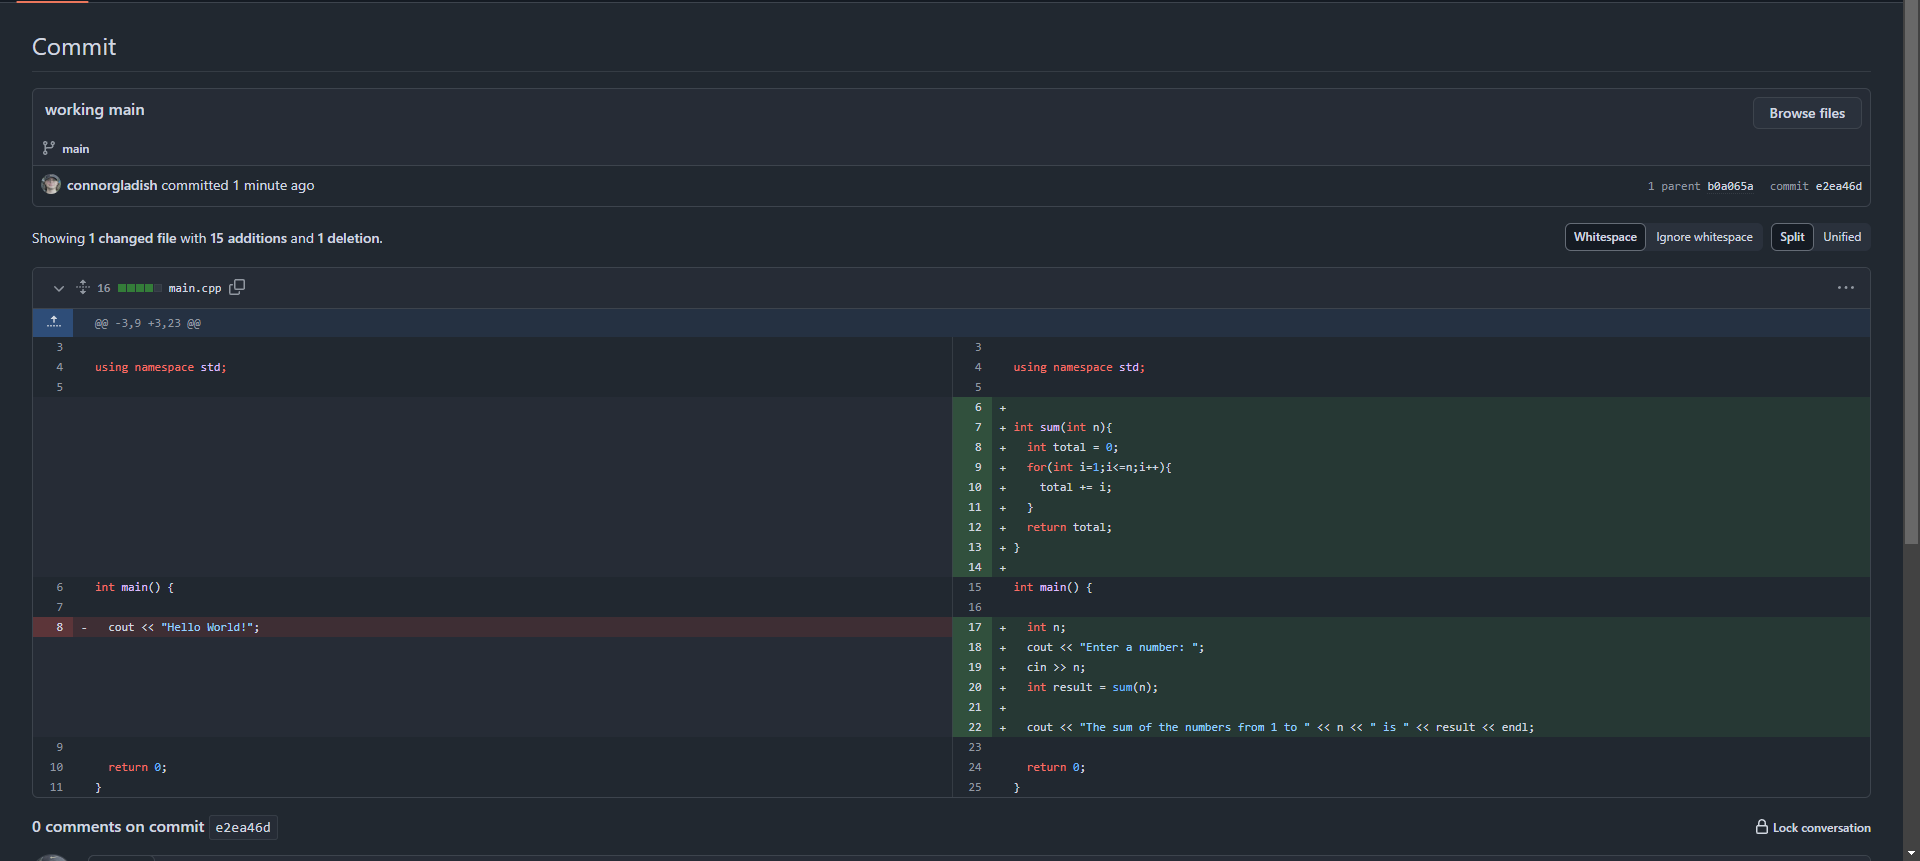 Commit
working main
Browse files
main
connorgladish committed 1 minute ago
1 parent b0a065a commit e2ea46d
Showing 1 changed file with 15 additions and 1 deletion.
Whitespace Ignore whitespace Split Unified
16 main.cpp
@@ -3,9 +3,23 @@
3 3
4 using namespace std; 4 using namespace std;
5 5
6 +
7 + int sum(int n){
8 + int total = 0;
9 + for(int i=1;i<=n;i++){
10 + total += i;
11 + }
12 + return total;
13 + }
14 +
6 int main() { 15 int main() {
7 16
8 - cout << "Hello World!"; 17 + int n;
18 + cout << "Enter a number: ";
19 + cin >> n;
20 + int result = sum(n);
21 +
22 + cout << "The sum of the numbers from 1 to " << n << " is " << result << endl;
9 23
10 return 0; 24 return 0;
11 } 25 }
0 comments on commit e2ea46d
Lock conversation